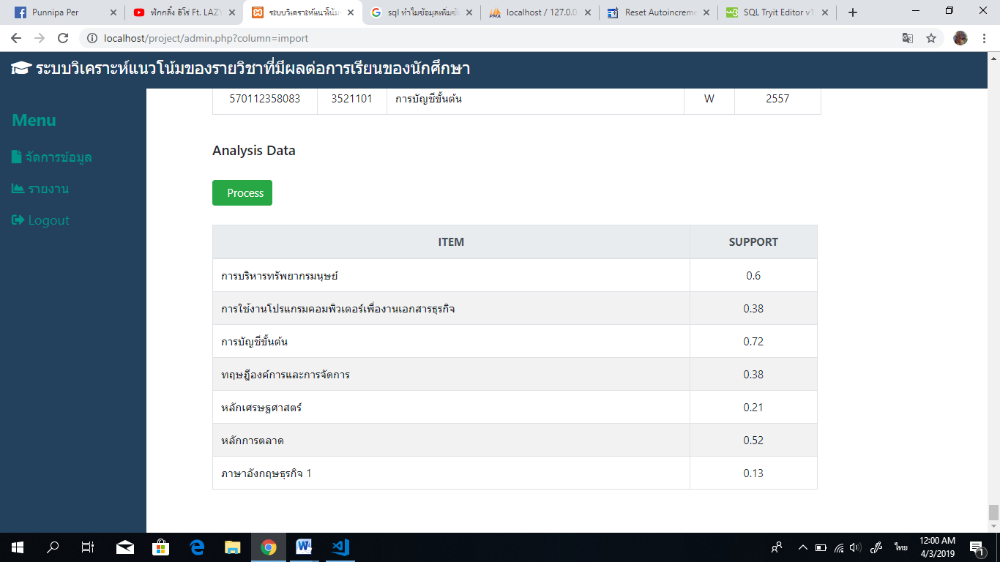 Punnipa Per
พักกลิ้ง ฮีโร่ Ft. LAZY
ระบบวิเคราะห์แนวโน้ม
sql ทำไมข้อมูลเพิ่มขึ้
localhost / 127.0.0
Reset Autoincreme
SQL Tryit Editor v1
localhost/project/admin.php?column=import
ระบบวิเคราะห์แนวโน้มของรายวิชาที่มีผลต่อการเรียนของนักศึกษา
Menu
จัดการข้อมูล
รายงาน
Logout
570112358083 3521101 การบัญชีขั้นต้น W 2557
Analysis Data
Process
ITEM SUPPORT
การบริหารทรัพยากรมนุษย์ 0.6
การใช้งานโปรแกรมคอมพิวเตอร์เพื่องานเอกสารธุรกิจ 0.38
การบัญชีขั้นต้น 0.72
ทฤษฎีองค์การและการจัดการ 0.38
หลักเศรษฐศาสตร์ 0.21
หลักการตลาด 0.52
ภาษาอังกฤษธุรกิจ 1 0.13
ไทย
12:00 AM
4/3/2019
1